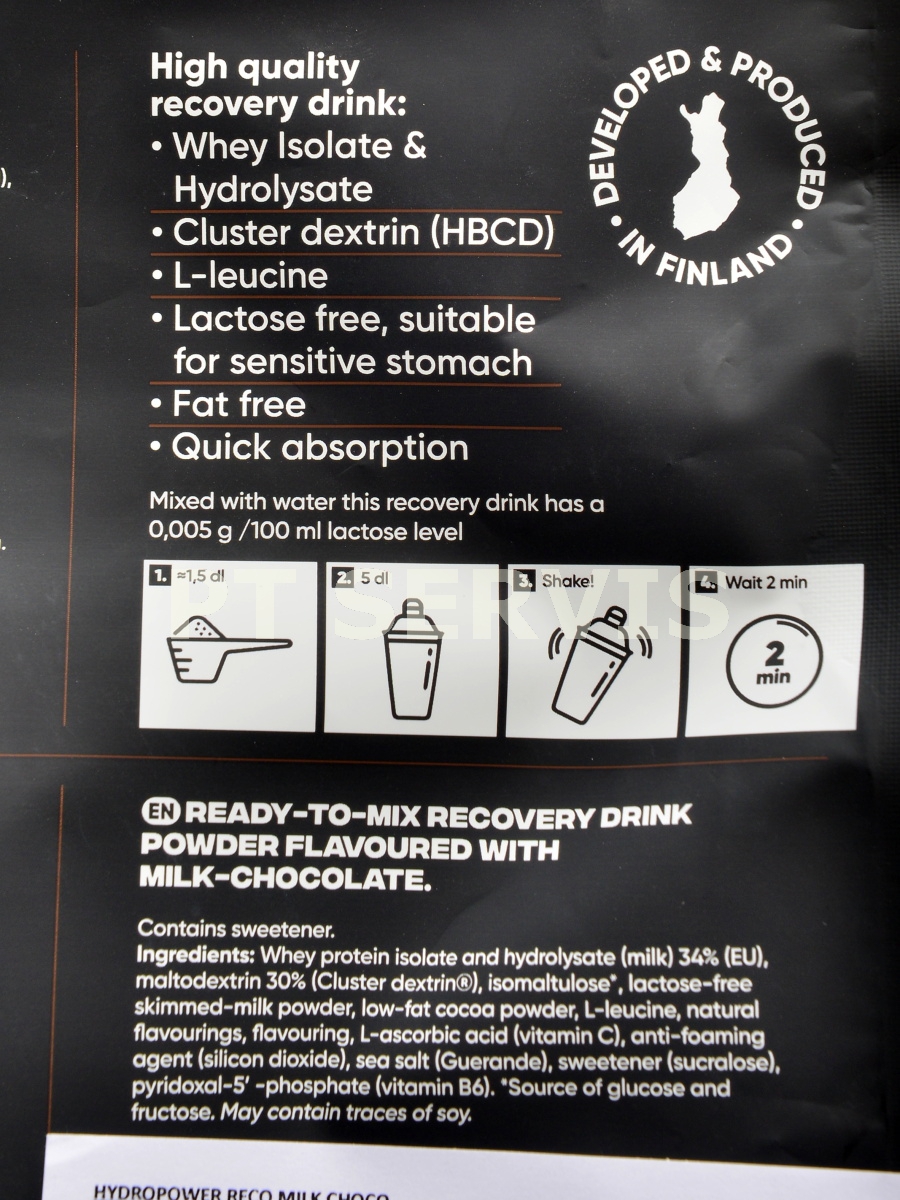 ),
.
High quality
recovery drink:
• Whey Isolate &
Hydrolysate
• Cluster dextrin (HBCD)
• L-leucine
• Lactose free, suitable
for sensitive stomach
• Fat free
• Quick absorption
DEVELOPED & PRODUCED
• IN FINLAND •
Mixed with water this recovery drink has a
0,005 g /100 ml lactose level
1. ≈1,5 dl
2. 5 dl
3. Shake!
4. Wait 2 min
PT SERVIS
2
min
EN READY-TO-MIX RECOVERY DRINK
POWDER FLAVOURED WITH
MILK-CHOCOLATE.
Contains sweetener.
Ingredients: Whey protein isolate and hydrolysate (milk) 34% (EU),
maltodextrin 30% (Cluster dextrin®), isomaltulose*, lactose-free
skimmed-milk powder, low-fat cocoa powder, L-leucine, natural
flavourings, flavouring, L-ascorbic acid (vitamin C), anti-foaming
agent (silicon dioxide), sea salt (Guerande), sweetener (sucralose),
pyridoxal-5' -phosphate (vitamin B6). *Source of glucose and
fructose. May contain traces of soy.
HYDROPOWER RECO MILK CHOCO